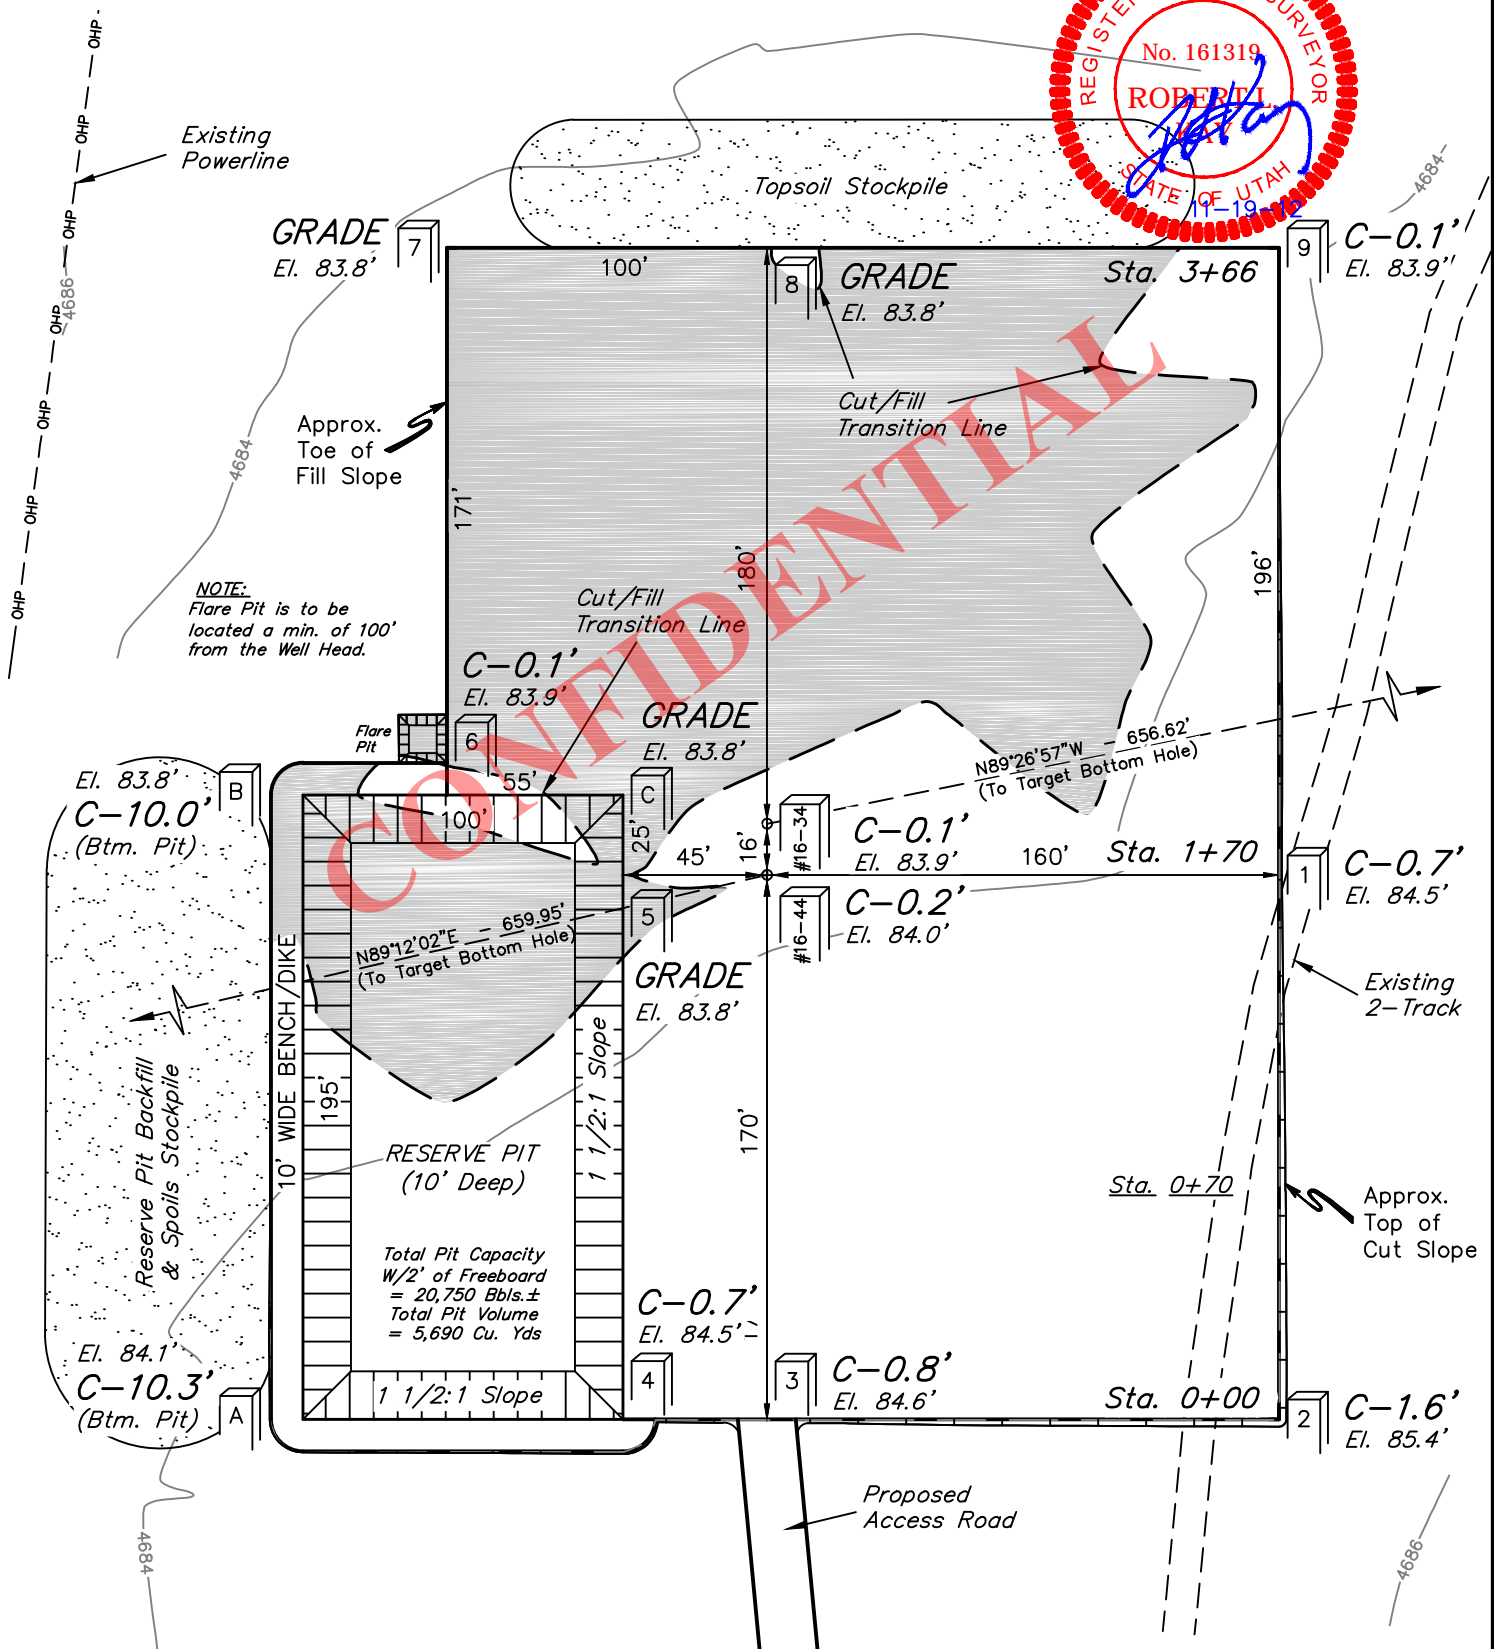 REGISTERED
SURVEYOR
No. 161319
ROBERT L.
KAY
STATE OF UTAH
11-19-12
OHP
OHP
OHP
OHP
OHP
OHP
OHP
OHP
Existing
Powerline
Topsoil Stockpile
4684
4686
GRADE
El. 83.8'
7
100'
8
GRADE
El. 83.8'
Sta. 3+66
9
C-0.1'
El. 83.9'
Cut/Fill
Transition Line
Approx.
Toe of
Fill Slope
4684
171'
180'
196'
NOTE:
Flare Pit is to be
located a min. of 100'
from the Well Head.
Cut/Fill
Transition Line
CONFIDENTIAL
C-0.1'
El. 83.9'
6
Flare
Pit
GRADE
El. 83.8'
C
55'
100'
25'
N89°26'57"W - 656.62'
(To Target Bottom Hole)
El. 83.8'
C-10.0'
(Btm. Pit)
B
#16-34
C-0.1'
El. 83.9'
45'
16'
160'
Sta. 1+70
1
C-0.7'
El. 84.5'
5
#16-44
C-0.2'
El. 84.0'
N89°12'02"E - 659.95'
(To Target Bottom Hole)
GRADE
El. 83.8'
Existing
2-Track
10' WIDE BENCH/DIKE
195'
1 1/2:1 Slope
170'
Reserve Pit Backfill
& Spoils Stockpile
RESERVE PIT
(10' Deep)
Sta. 0+70
Approx.
Top of
Cut Slope
Total Pit Capacity
W/2' of Freeboard
= 20,750 Bbls.±
Total Pit Volume
= 5,690 Cu. Yds
C-0.7'
El. 84.5'
4
El. 84.1'
C-10.3'
(Btm. Pit)
A
1 1/2:1 Slope
3
C-0.8'
El. 84.6'
Sta. 0+00
2
C-1.6'
El. 85.4'
Proposed
Access Road
4684
4686